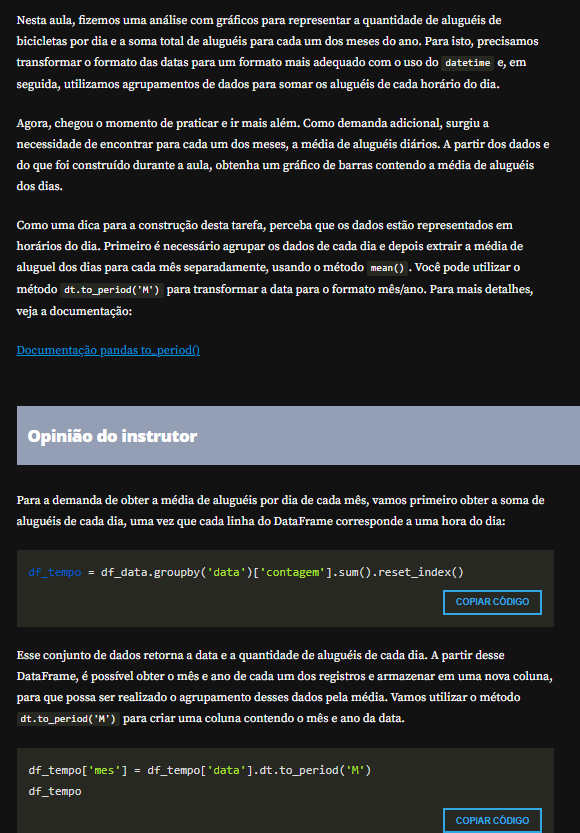 Nesta aula, fizemos uma análise com gráficos para representar a quantidade de aluguéis de
bicicletas por dia e a soma total de aluguéis para cada um dos meses do ano. Para isto, precisamos
transformar o formato das datas para um formato mais adequado com o uso do datetime e, em
seguida, utilizamos agrupamentos de dados para somar os aluguéis de cada horário do dia.
Agora, chegou o momento de praticar e ir mais além. Como demanda adicional, surgiu a
necessidade de encontrar para cada um dos meses, a média de aluguéis diários. A partir dos dados e
do que foi construído durante a aula, obtenha um gráfico de barras contendo a média de aluguéis
dos dias.
Como uma dica para a construção desta tarefa, perceba que os dados estão representados em
horários do dia. Primeiro é necessário agrupar os dados de cada dia e depois extrair a média de
aluguel dos dias para cada mês separadamente, usando o método mean(). Você pode utilizar o
método dt.to_period('M') para transformar a data para o formato mês/ano. Para mais detalhes,
veja a documentação:
Documentação pandas to_period()
Opinião do instrutor
Para a demanda de obter a média de aluguéis por dia de cada mês, vamos primeiro obter a soma de
aluguéis de cada dia, uma vez que cada linha do DataFrame corresponde a uma hora do dia:
df_tempo = df_data.groupby('data')['contagem'].sum().reset_index()
COPIAR CÓDIGO
Esse conjunto de dados retorna a data e a quantidade de aluguéis de cada dia. A partir desse
DataFrame, é possível obter o mês e ano de cada um dos registros e armazenar em uma nova coluna,
para que possa ser realizado o agrupamento desses dados pela média. Vamos utilizar o método
dt.to_period('M') para criar uma coluna contendo o mês e ano da data.
df_tempo['mes'] = df_tempo['data'].dt.to_period('M')
df_tempo
COPIAR CÓDIGO